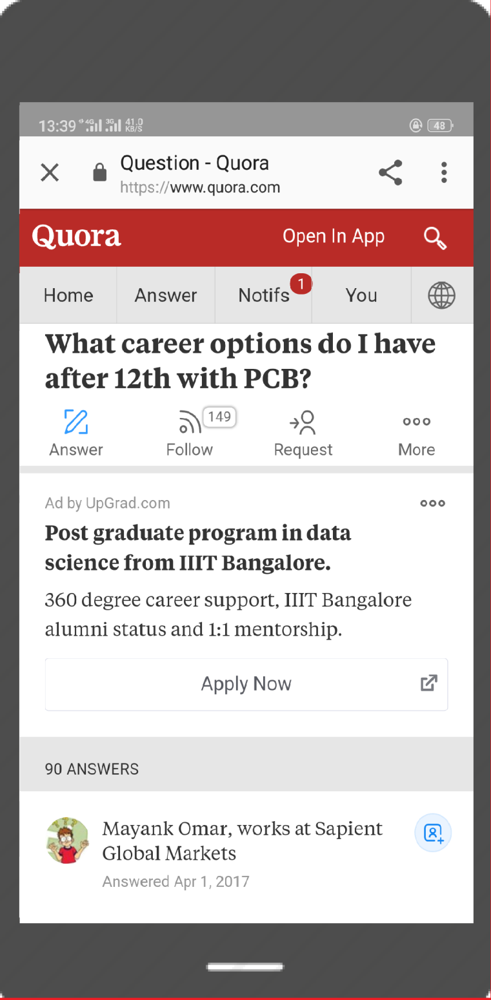 13:39 4G 3G 41.0 KB/S 48
Question - Quora
https://www.quora.com
Quora Open In App
Home Answer Notifs 1 You
What career options do I have
after 12th with PCB?
149
Answer Follow Request More
Ad by UpGrad.com
Post graduate program in data
science from IIIT Bangalore.
360 degree career support, IIIT Bangalore
alumni status and 1:1 mentorship.
Apply Now
90 ANSWERS
Mayank Omar, works at Sapient
Global Markets
Answered Apr 1, 2017